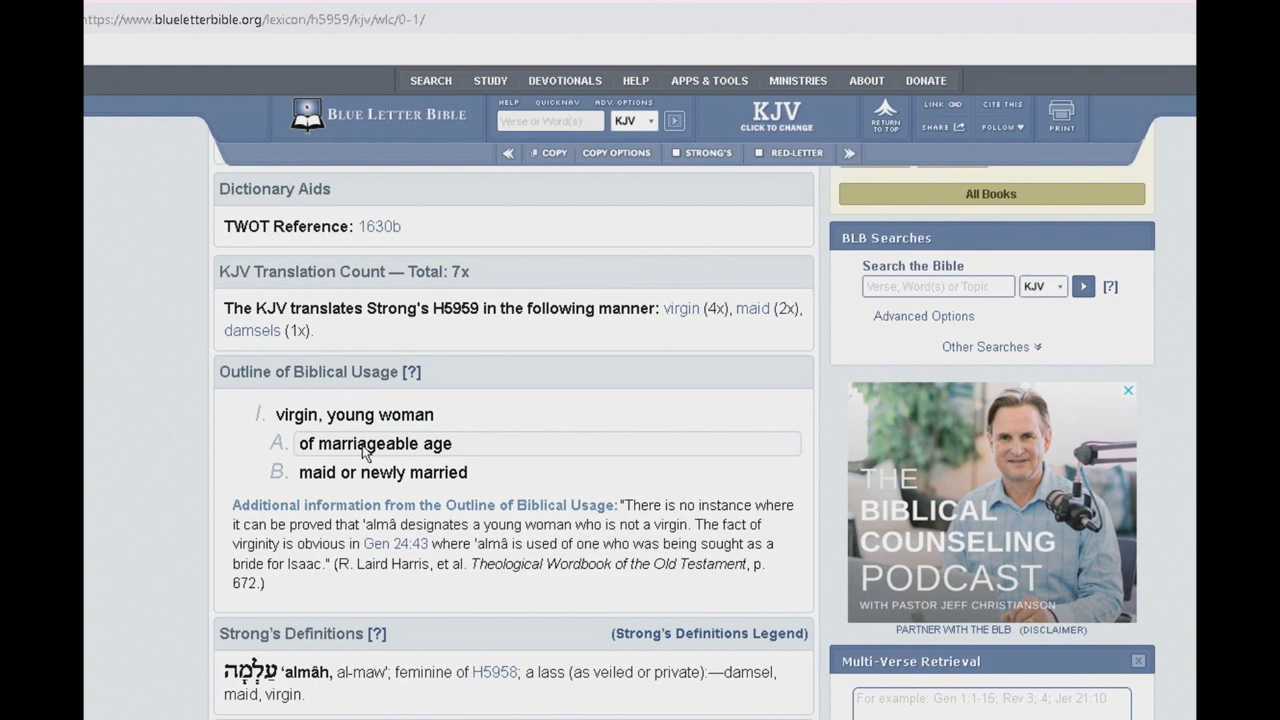 https://www.blueletterbible.org/lexicon/h5959/kjv/wlc/0-1/
SEARCH STUDY DEVOTIONALS HELP APPS & TOOLS MINISTRIES ABOUT DONATE
BLUE LETTER BIBLE
HELP QUICKNAV ADV. OPTIONS
Verse or Word(s) KJV
KJV
CLICK TO CHANGE
RETURN
TO TOP
LINK CITE THIS
SHARE FOLLOW
PRINT
COPY COPY OPTIONS STRONG'S RED-LETTER
Dictionary Aids
TWOT Reference: 1630b
KJV Translation Count — Total: 7x
The KJV translates Strong's H5959 in the following manner: virgin (4x), maid (2x),
damsels (1x).
Outline of Biblical Usage [?]
I. virgin, young woman
A. of marriageable age
B. maid or newly married
Additional information from the Outline of Biblical Usage: "There is no instance where
it can be proved that 'almâ designates a young woman who is not a virgin. The fact of
virginity is obvious in Gen 24:43 where 'almâ is used of one who was being sought as a
bride for Isaac." (R. Laird Harris, et al. Theological Wordbook of the Old Testament, p.
672.)
Strong's Definitions [?] (Strong's Definitions Legend)
עַלְמָה ʻalmâh, al-maw'; feminine of H5958; a lass (as veiled or private):—damsel,
maid, virgin.
All Books
BLB Searches
Search the Bible
Verse, Word(s) or Topic KJV [?]
Advanced Options
Other Searches
THE
BIBLICAL
COUNSELING
PODCAST
WITH PASTOR JEFF CHRISTIANSON
PARTNER WITH THE BLB (DISCLAIMER)
Multi-Verse Retrieval x
For example: Gen 1:1-15; Rev 3; 4; Jer 21:10